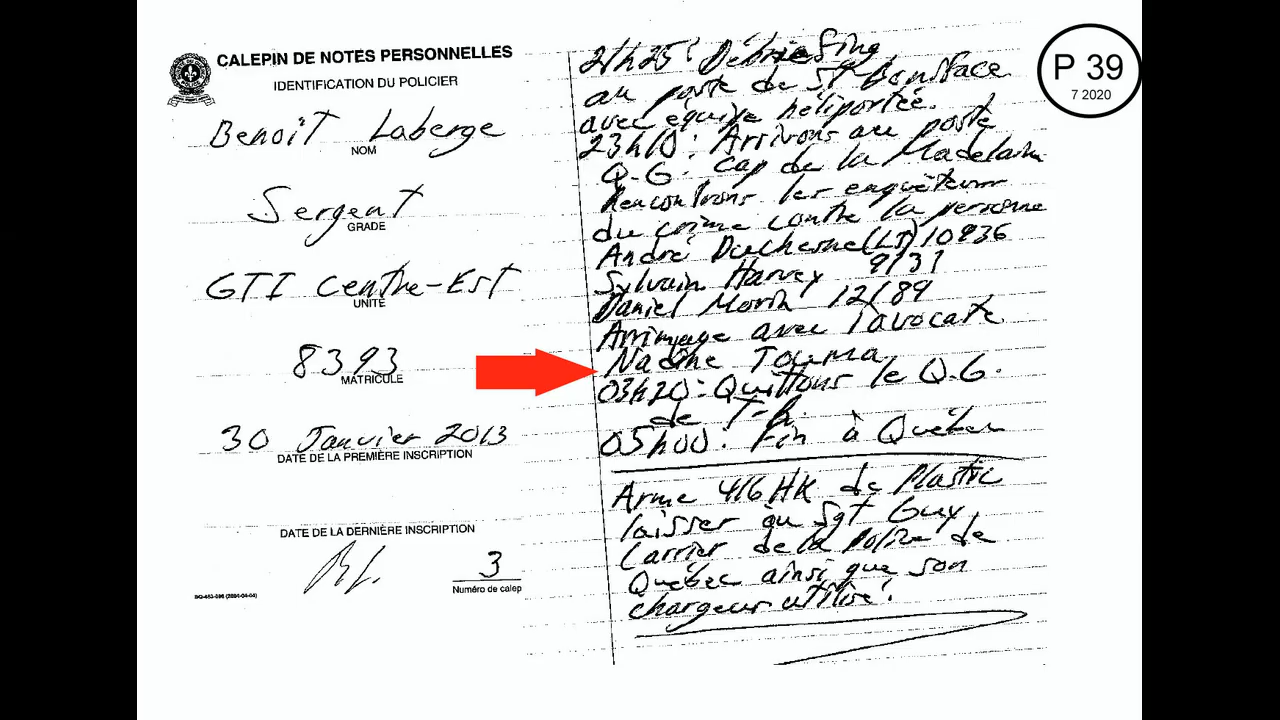 CALEPIN DE NOTES PERSONNELLES
IDENTIFICATION DU POLICIER
Benoît Laberge
NOM
Sergent
GRADE
GTI Centre-Est
UNITÉ
8393
MATRICULE
30 Janvier 2013
DATE DE LA PREMIÈRE INSCRIPTION
DATE DE LA DERNIÈRE INSCRIPTION
3
Numéro de calep
21h25: Débriefing
au poste de St-Boniface
avec équipe héliportée.
23h10: Arrivons au poste
Q.G. Cap de la Madelaine
Rencontrons les enquêteurs
du crime contre la personne
André Duchesne (Lt) 10836
Sylvain Harvey 9131
Daniel Morin 12189
Arrimage avec l'avocate
Nadine Touma
03h20: Quittons le Q.G.
de T-R.
05h00: Fin à Québec
Arme 416 HK de Plastic
laisser au Sgt Guy
Carrier de la Police de
Québec ainsi que son
chargeur utilisé.
P 39
7 2020